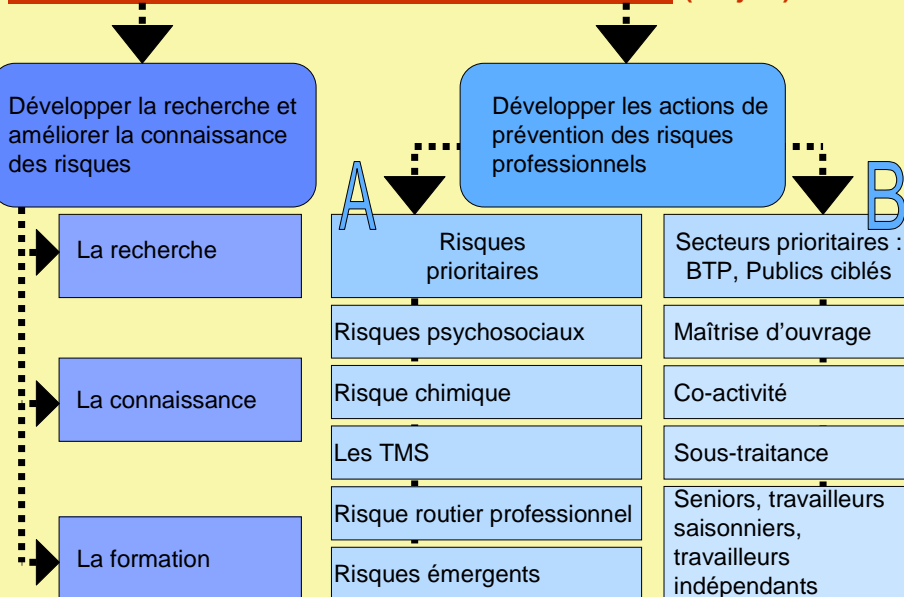 Développer la recherche et
améliorer la connaissance
des risques
La recherche
La connaissance
La formation
Développer les actions de
prévention des risques
professionnels
A
Risques
prioritaires
Risques psychosociaux
Risque chimique
Les TMS
Risque routier professionnel
Risques émergents
B
Secteurs prioritaires :
BTP, Publics ciblés
Maîtrise d'ouvrage
Co-activité
Sous-traitance
Seniors, travailleurs
saisonniers,
travailleurs
indépendants